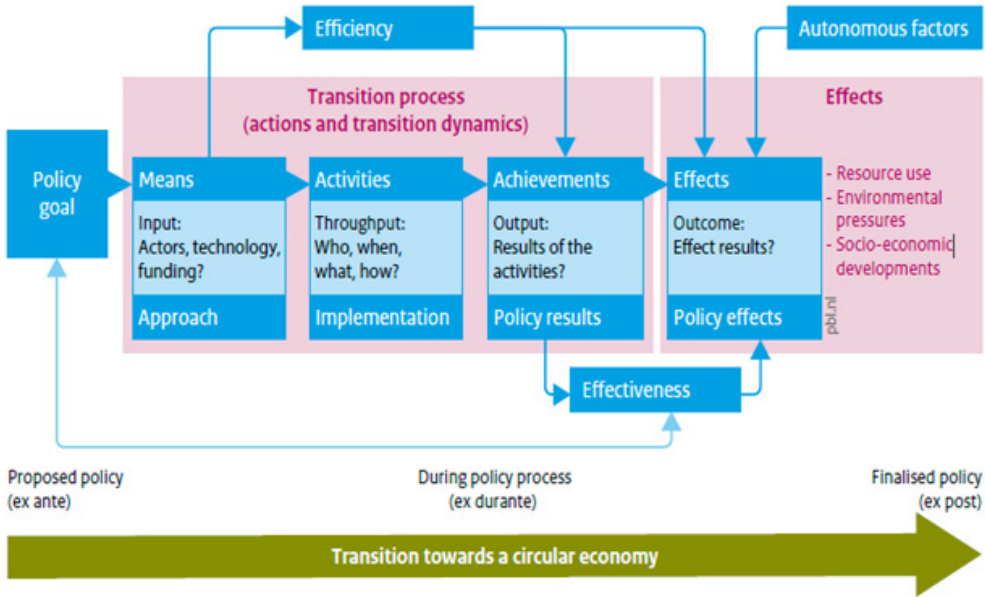 Efficiency
Autonomous factors
Transition process
(actions and transition dynamics)
Effects
Policy
goal
Means
Input:
Actors, technology,
funding?
Approach
Activities
Throughput:
Who, when,
what, how?
Implementation
Achievements
Output:
Results of the
activities?
Policy results
Effects
Outcome:
Effect results?
Policy effects
- Resource use
- Environmental
pressures
- Socio-economic
developments
pbl.nl
Effectiveness
Proposed policy
(ex ante)
During policy process
(ex durante)
Finalised policy
(ex post)
Transition towards a circular economy